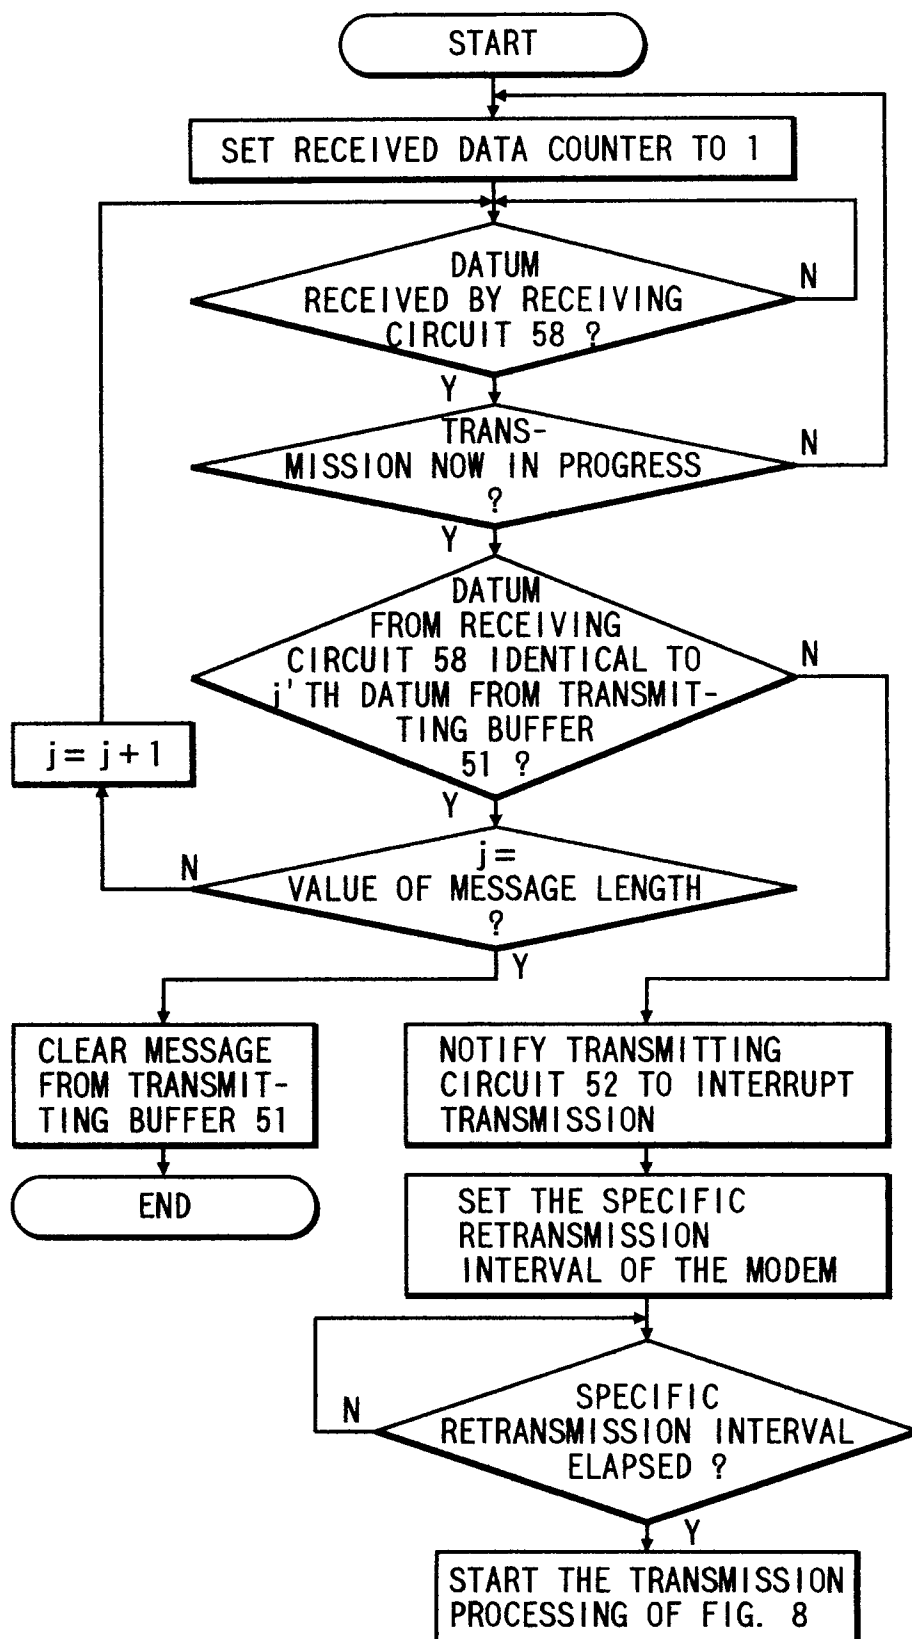 START
SET RECEIVED DATA COUNTER TO 1
DATUM
RECEIVED BY RECEIVING
CIRCUIT 58 ?
N
Y
TRANS-
MISSION NOW IN PROGRESS
?
N
Y
DATUM
FROM RECEIVING
CIRCUIT 58 IDENTICAL TO
j'TH DATUM FROM TRANSMIT-
TING BUFFER
51 ?
N
j = j + 1
Y
j =
VALUE OF MESSAGE LENGTH
?
N
Y
CLEAR MESSAGE
FROM TRANSMIT-
TING BUFFER 51
END
NOTIFY TRANSMITTING
CIRCUIT 52 TO INTERRUPT
TRANSMISSION
SET THE SPECIFIC
RETRANSMISSION
INTERVAL OF THE MODEM
SPECIFIC
RETRANSMISSION INTERVAL
ELAPSED ?
N
Y
START THE TRANSMISSION
PROCESSING OF FIG. 8